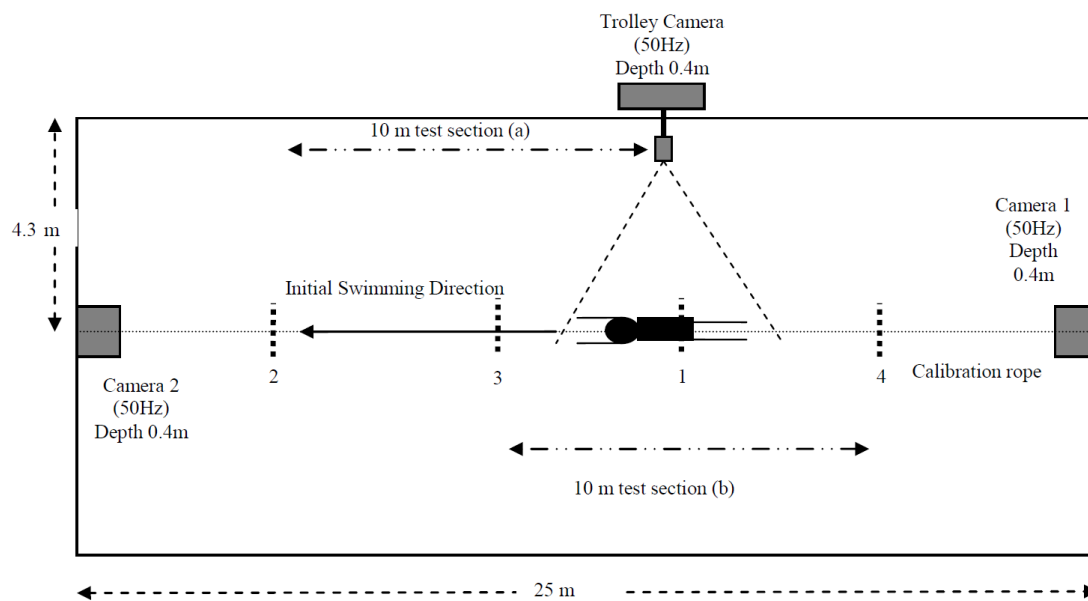 Trolley Camera
(50Hz)
Depth 0.4m
10 m test section (a)
4.3 m
Camera 1
(50Hz)
Depth
0.4m
Initial Swimming Direction
2
3
1
4
Calibration rope
Camera 2
(50Hz)
Depth 0.4m
10 m test section (b)
25 m